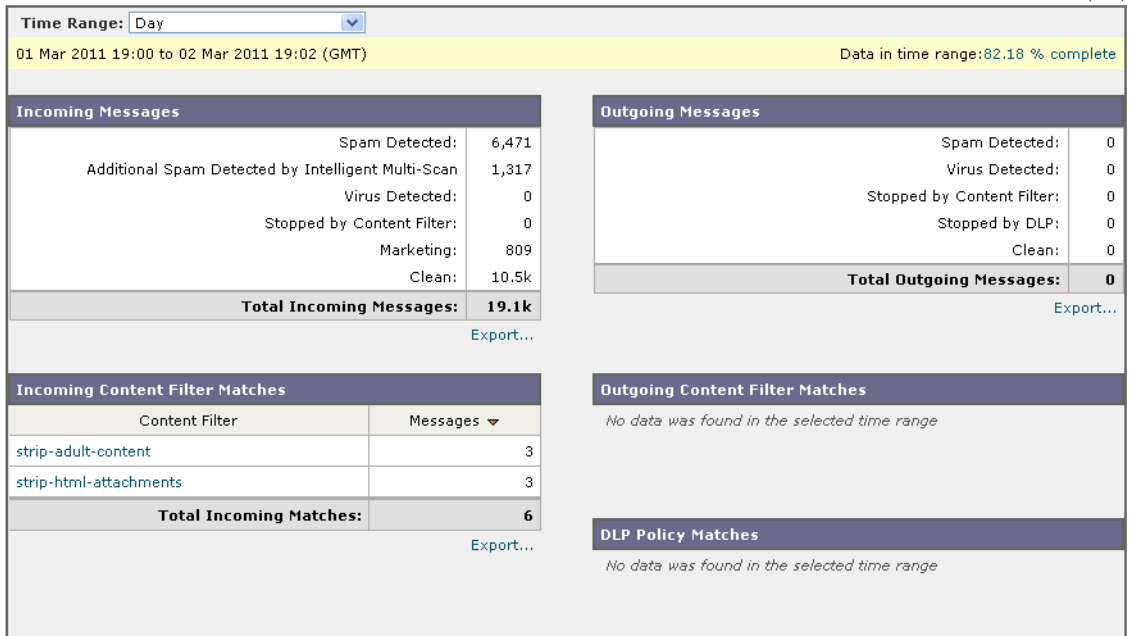 Time Range: Day
01 Mar 2011 19:00 to 02 Mar 2011 19:02 (GMT) Data in time range:82.18 % complete
Incoming Messages
Spam Detected: 6,471
Additional Spam Detected by Intelligent Multi-Scan 1,317
Virus Detected: 0
Stopped by Content Filter: 0
Marketing: 809
Clean: 10.5k
Total Incoming Messages: 19.1k
Export...
Outgoing Messages
Spam Detected: 0
Virus Detected: 0
Stopped by Content Filter: 0
Stopped by DLP: 0
Clean: 0
Total Outgoing Messages: 0
Export...
Incoming Content Filter Matches
Content Filter Messages
strip-adult-content 3
strip-html-attachments 3
Total Incoming Matches: 6
Export...
Outgoing Content Filter Matches
No data was found in the selected time range
DLP Policy Matches
No data was found in the selected time range